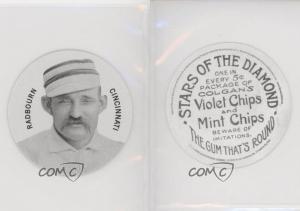 RADBOURN
CINCINNATI
COMC
STARS OF THE DIAMOND
ONE IN
EVERY 5¢
PACKAGE OF
COLGAN'S
Violet Chips
and
Mint Chips
BEWARE OF
IMITATIONS.
THE GUM THAT'S ROUND
COMC